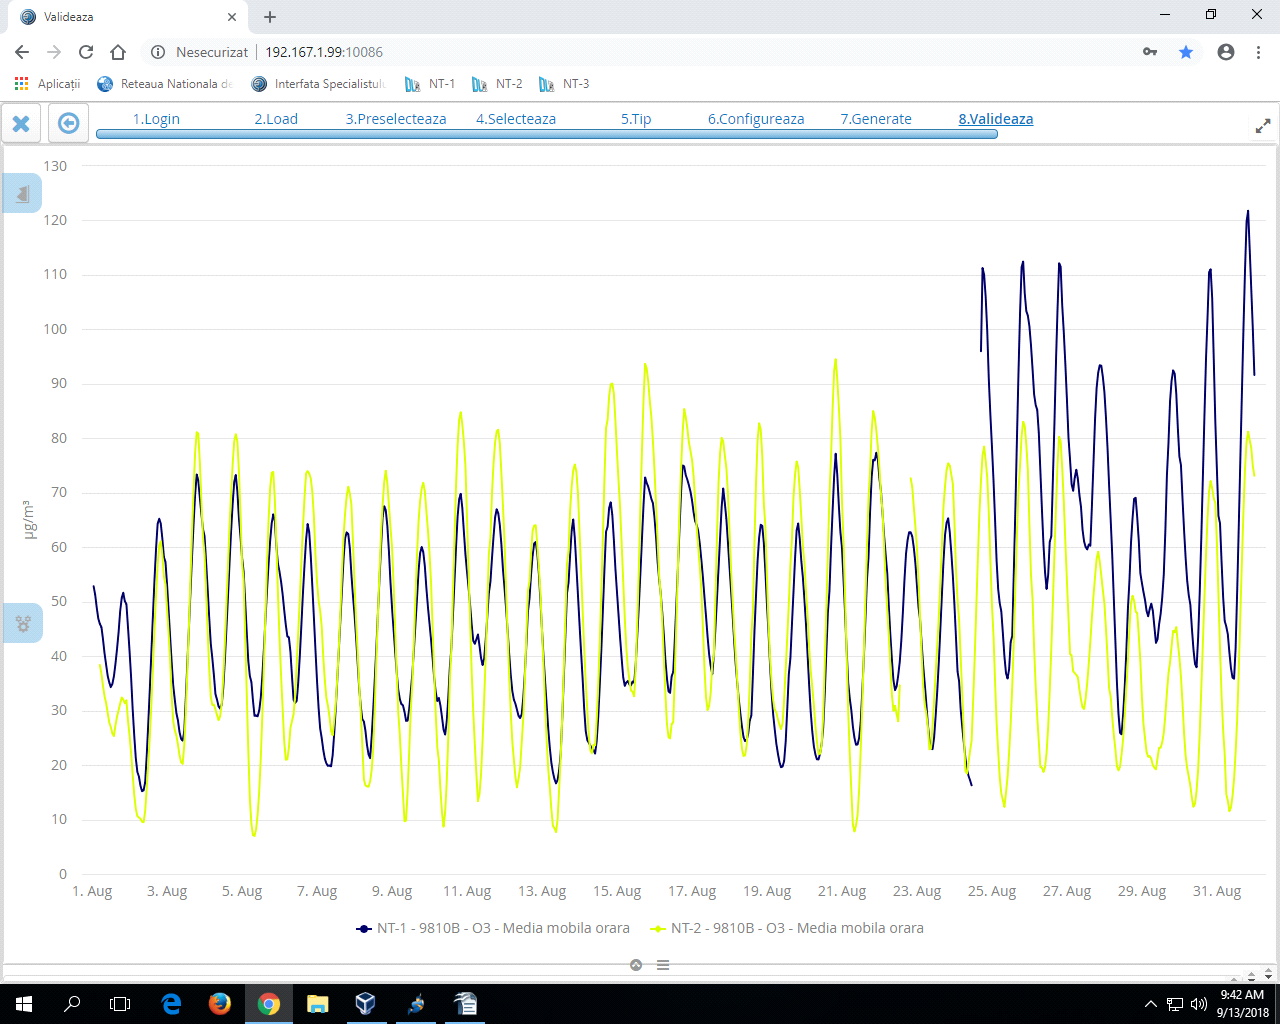 Valideaza
Nesecurizat 192.167.1.99:10086
Aplicații Reteaua Nationala de Interfata Specialistulu NT-1 NT-2 NT-3
1.Login 2.Load 3.Preselecteaza 4.Selecteaza 5.Tip 6.Configureaza 7.Generate 8.Valideaza
130
120
110
100
90
80
70
60
50
40
30
20
10
0
µg/m³
1. Aug 3. Aug 5. Aug 7. Aug 9. Aug 11. Aug 13. Aug 15. Aug 17. Aug 19. Aug 21. Aug 23. Aug 25. Aug 27. Aug 29. Aug 31. Aug
NT-1 - 9810B - O3 - Media mobila orara NT-2 - 9810B - O3 - Media mobila orara
9:42 AM
9/13/2018